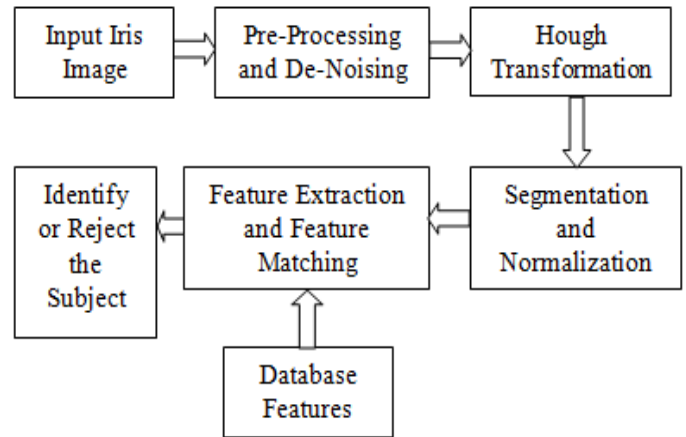 Input Iris
Image
Pre-Processing
and De-Noising
Hough
Transformation
Segmentation
and
Normalization
Feature Extraction
and Feature
Matching
Identify
or Reject
the
Subject
Database
Features